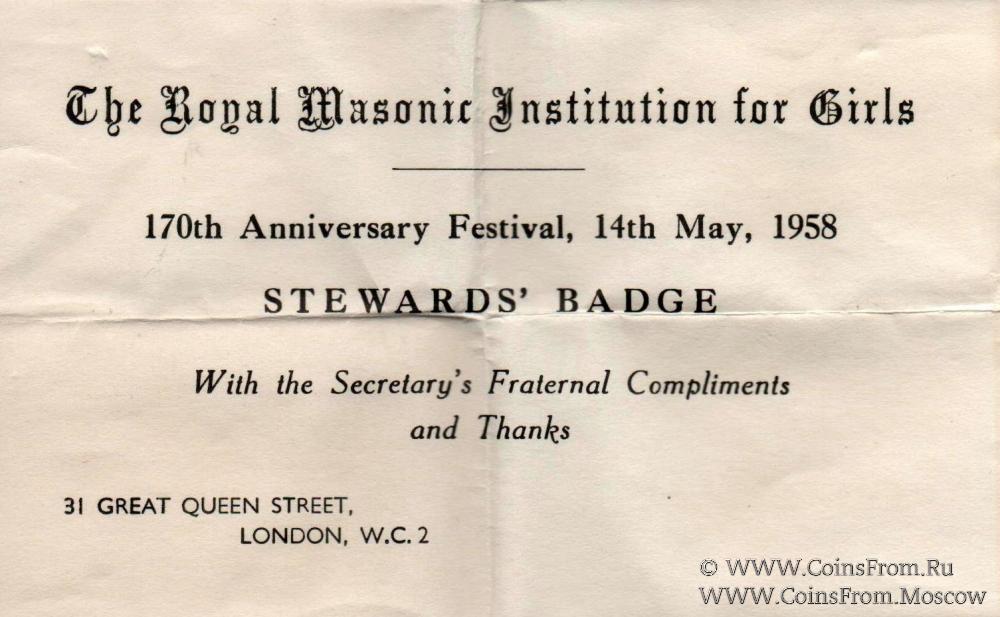 The Royal Masonic Institution for Girls
170th Anniversary Festival, 14th May, 1958
STEWARDS' BADGE
With the Secretary's Fraternal Compliments
and Thanks
31 GREAT QUEEN STREET,
LONDON, W.C. 2
© WWW.CoinsFrom.Ru
WWW.CoinsFrom.Moscow